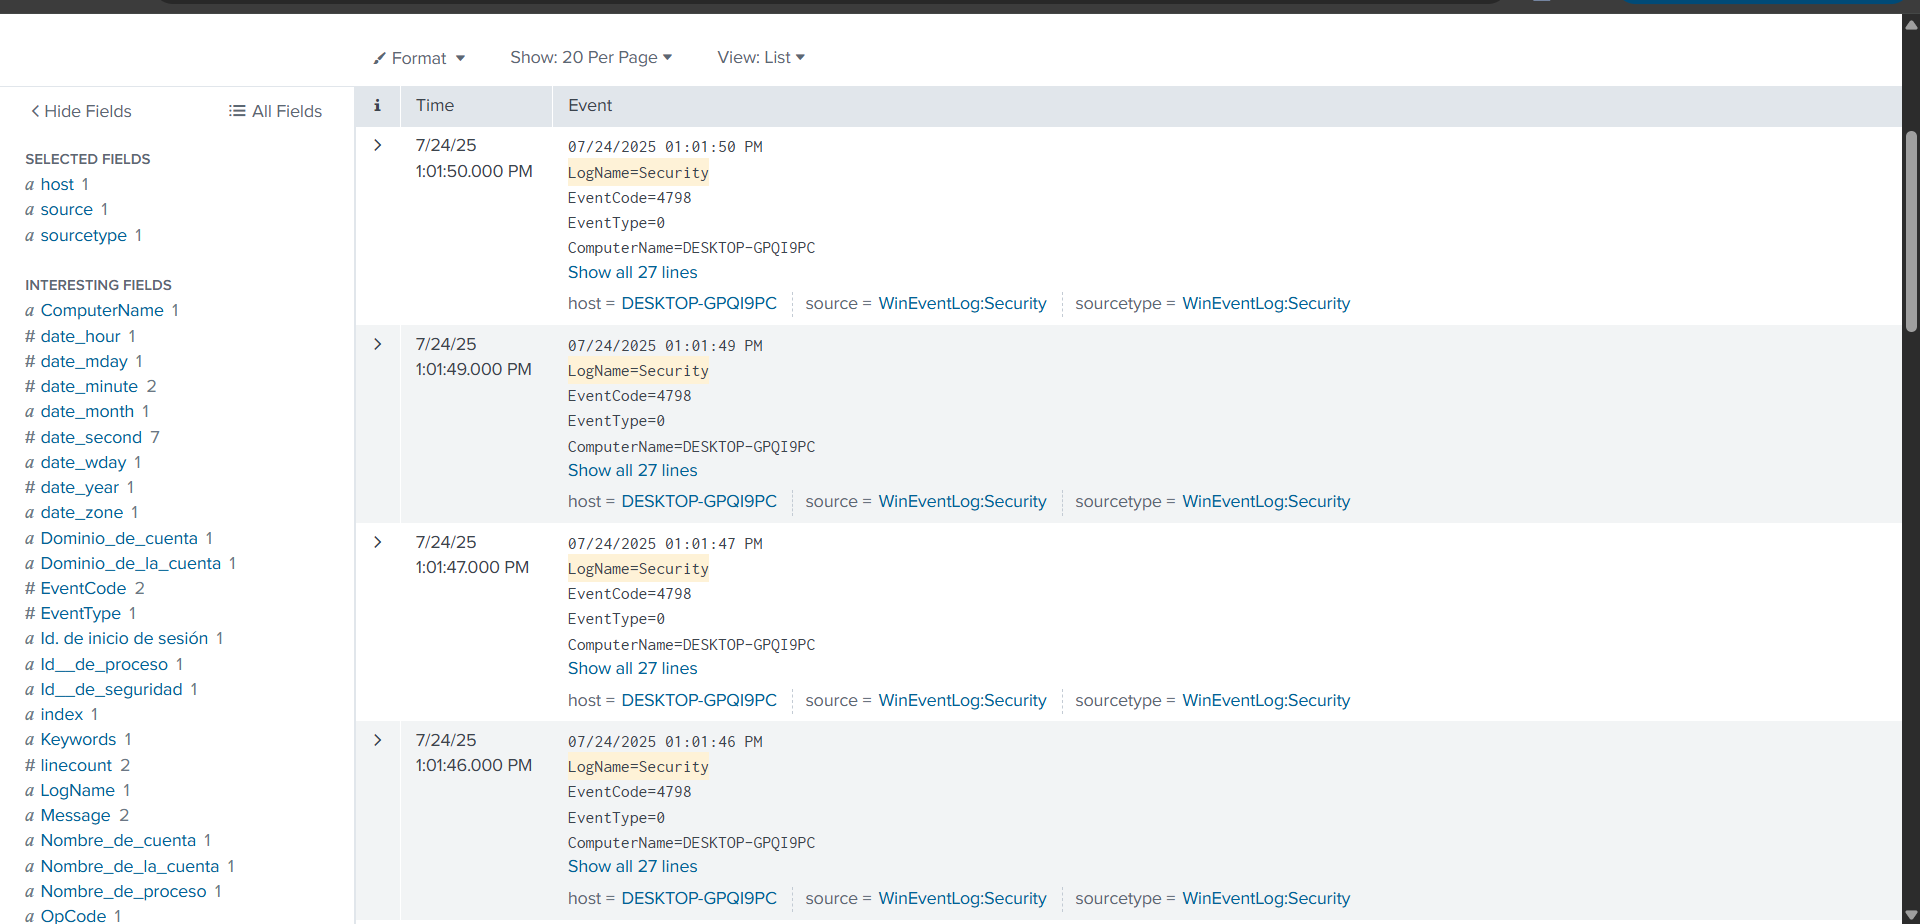 Format
Show: 20 Per Page
View: List
Hide Fields
All Fields
SELECTED FIELDS
a host 1
a source 1
a sourcetype 1
INTERESTING FIELDS
a ComputerName 1
# date_hour 1
# date_mday 1
# date_minute 2
a date_month 1
# date_second 7
a date_wday 1
# date_year 1
a date_zone 1
a Dominio_de_cuenta 1
a Dominio_de_la_cuenta 1
# EventCode 2
# EventType 1
a Id. de inicio de sesión 1
a Id__de_proceso 1
a Id__de_seguridad 1
a index 1
a Keywords 1
# linecount 2
a LogName 1
a Message 2
a Nombre_de_cuenta 1
a Nombre_de_la_cuenta 1
a Nombre_de_proceso 1
a OpCode 1
i Time Event
7/24/25
1:01:50.000 PM
07/24/2025 01:01:50 PM
LogName=Security
EventCode=4798
EventType=0
ComputerName=DESKTOP-GPQI9PC
Show all 27 lines
host = DESKTOP-GPQI9PC source = WinEventLog:Security sourcetype = WinEventLog:Security
7/24/25
1:01:49.000 PM
07/24/2025 01:01:49 PM
LogName=Security
EventCode=4798
EventType=0
ComputerName=DESKTOP-GPQI9PC
Show all 27 lines
host = DESKTOP-GPQI9PC source = WinEventLog:Security sourcetype = WinEventLog:Security
7/24/25
1:01:47.000 PM
07/24/2025 01:01:47 PM
LogName=Security
EventCode=4798
EventType=0
ComputerName=DESKTOP-GPQI9PC
Show all 27 lines
host = DESKTOP-GPQI9PC source = WinEventLog:Security sourcetype = WinEventLog:Security
7/24/25
1:01:46.000 PM
07/24/2025 01:01:46 PM
LogName=Security
EventCode=4798
EventType=0
ComputerName=DESKTOP-GPQI9PC
Show all 27 lines
host = DESKTOP-GPQI9PC source = WinEventLog:Security sourcetype = WinEventLog:Security